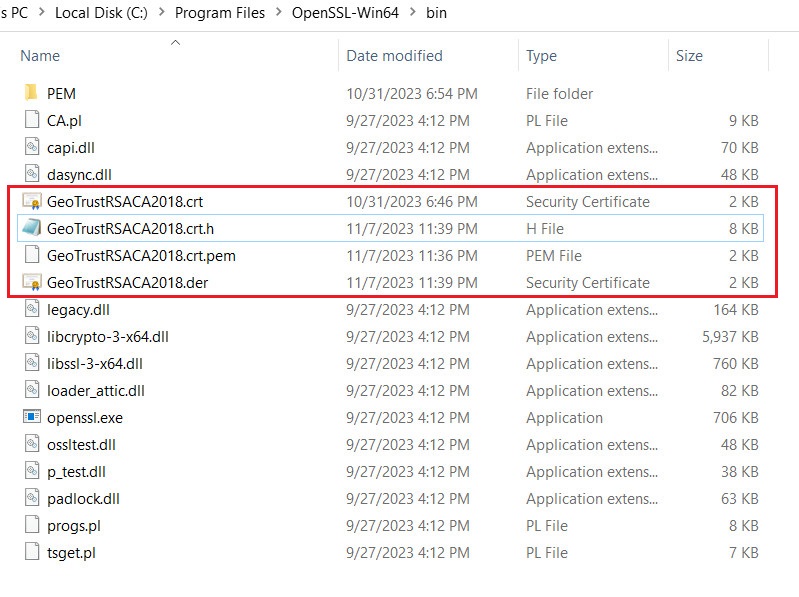 s PC > Local Disk (C:) > Program Files > OpenSSL-Win64 > bin
Name Date modified Type Size
PEM 10/31/2023 6:54 PM File folder
CA.pl 9/27/2023 4:12 PM PL File 9 KB
capi.dll 9/27/2023 4:12 PM Application extens... 70 KB
dasync.dll 9/27/2023 4:12 PM Application extens... 48 KB
GeoTrustRSACA2018.crt 10/31/2023 6:46 PM Security Certificate 2 KB
GeoTrustRSACA2018.crt.h 11/7/2023 11:39 PM H File 8 KB
GeoTrustRSACA2018.crt.pem 11/7/2023 11:36 PM PEM File 2 KB
GeoTrustRSACA2018.der 11/7/2023 11:39 PM Security Certificate 2 KB
legacy.dll 9/27/2023 4:12 PM Application extens... 164 KB
libcrypto-3-x64.dll 9/27/2023 4:12 PM Application extens... 5,937 KB
libssl-3-x64.dll 9/27/2023 4:12 PM Application extens... 760 KB
loader_attic.dll 9/27/2023 4:12 PM Application extens... 82 KB
openssl.exe 9/27/2023 4:12 PM Application 706 KB
ossltest.dll 9/27/2023 4:12 PM Application extens... 48 KB
p_test.dll 9/27/2023 4:12 PM Application extens... 38 KB
padlock.dll 9/27/2023 4:12 PM Application extens... 63 KB
progs.pl 9/27/2023 4:12 PM PL File 8 KB
tsget.pl 9/27/2023 4:12 PM PL File 7 KB